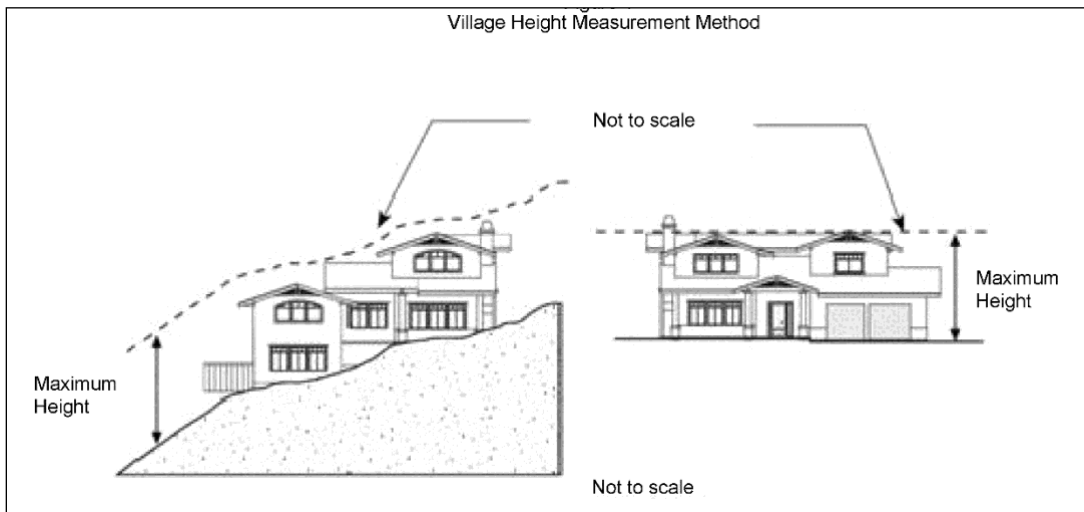 Village Height Measurement Method
Not to scale
Maximum
Height
Maximum
Height
Not to scale